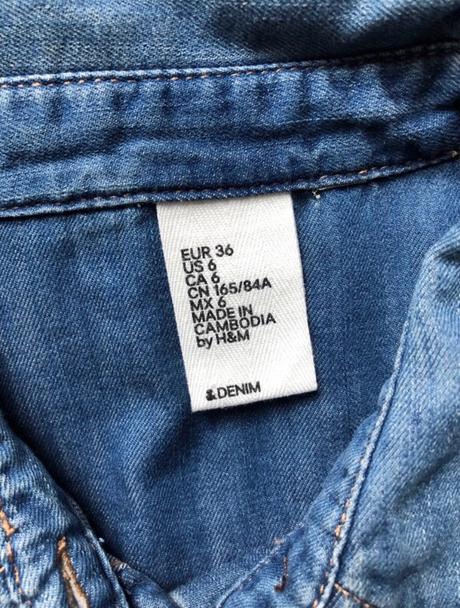 EUR 36
US 6
CA 6
CN 165/84A
MX 6
MADE IN
CAMBODIA
by H&M
&DENIM